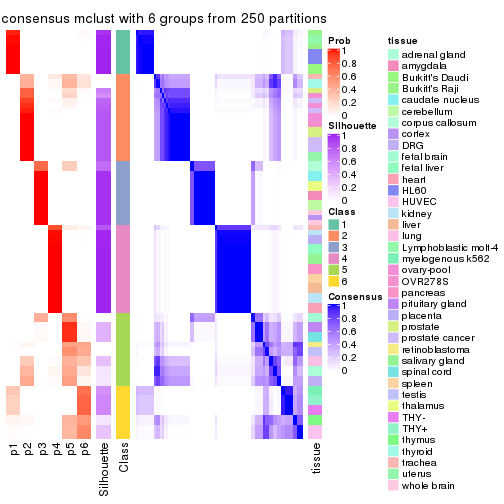 consensus mclust with 6 groups from 250 partitions
p1
p2
p3
p4
p5
p6
Silhouette
Class
tissue
Prob
1
0.8
0.6
0.4
0.2
0
Silhouette
1
0.8
0.6
0.4
0.2
0
Class
1
2
3
4
5
6
Consensus
1
0.8
0.6
0.4
0.2
0
tissue
adrenal gland
amygdala
Burkitt's Daudi
Burkitt's Raji
caudate nucleus
cerebellum
corpus callosum
cortex
DRG
fetal brain
fetal liver
heart
HL60
HUVEC
kidney
liver
lung
Lymphoblastic molt-4
myelogenous k562
ovary-pool
OVR278S
pancreas
pituitary gland
placenta
prostate
prostate cancer
retinoblastoma
salivary gland
spinal cord
spleen
testis
thalamus
THY-
THY+
thymus
thyroid
trachea
uterus
whole brain